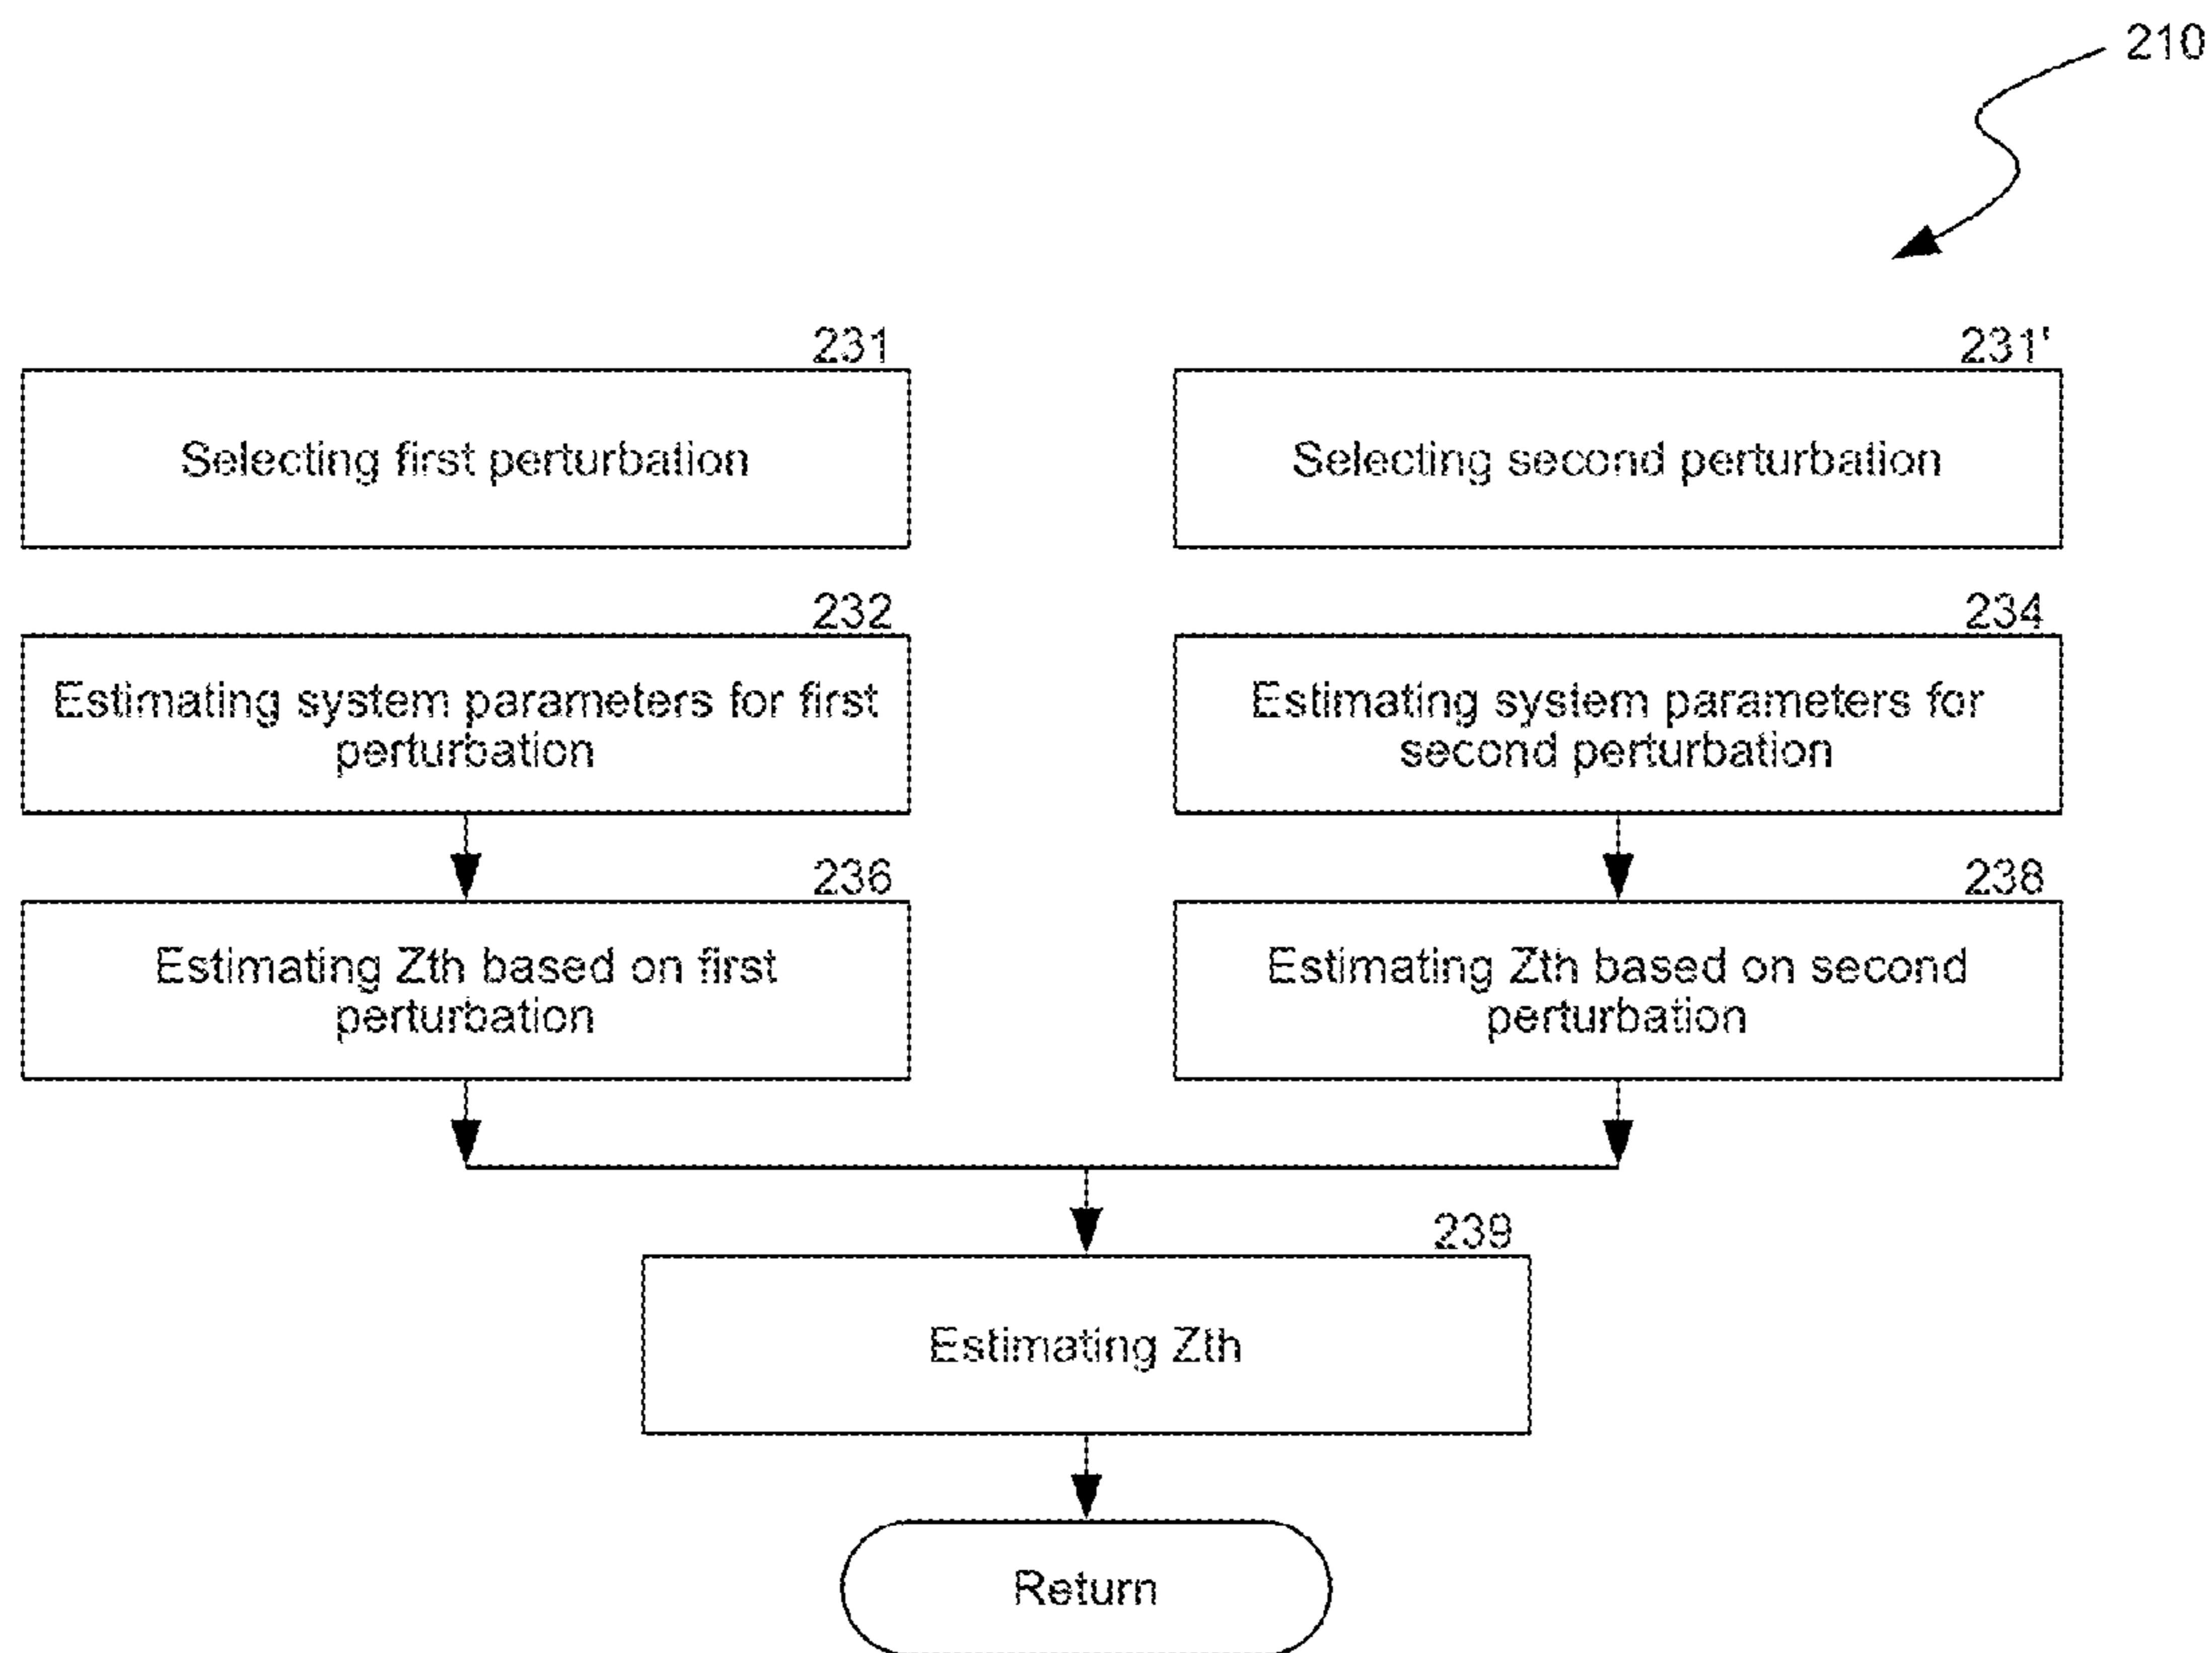 210
231
Selecting first perturbation
231'
Selecting second perturbation
232
Estimating system parameters for first
perturbation
234
Estimating system parameters for
second perturbation
236
Estimating Zth based on first
perturbation
238
Estimating Zth based on second
perturbation
239
Estimating Zth
Return